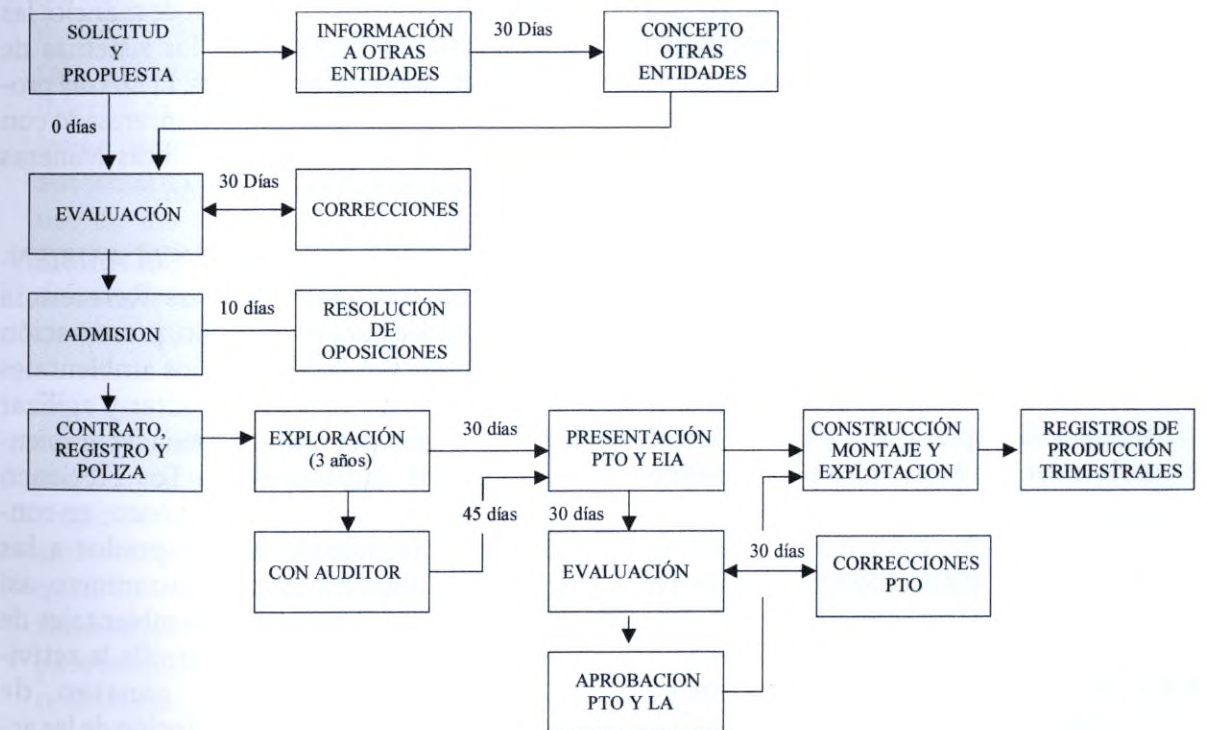 SOLICITUD
Y
PROPUESTA
INFORMACIÓN
A OTRAS
ENTIDADES
30 Días
CONCEPTO
OTRAS
ENTIDADES
0 días
EVALUACIÓN
30 Días
CORRECCIONES
ADMISION
10 días
RESOLUCIÓN
DE
OPOSICIONES
CONTRATO,
REGISTRO Y
POLIZA
EXPLORACIÓN
(3 años)
30 días
PRESENTACIÓN
PTO Y EIA
CONSTRUCCIÓN
MONTAJE Y
EXPLOTACION
REGISTROS DE
PRODUCCIÓN
TRIMESTRALES
45 días
30 días
CON AUDITOR
EVALUACIÓN
30 días
CORRECCIONES
PTO
APROBACION
PTO Y LA